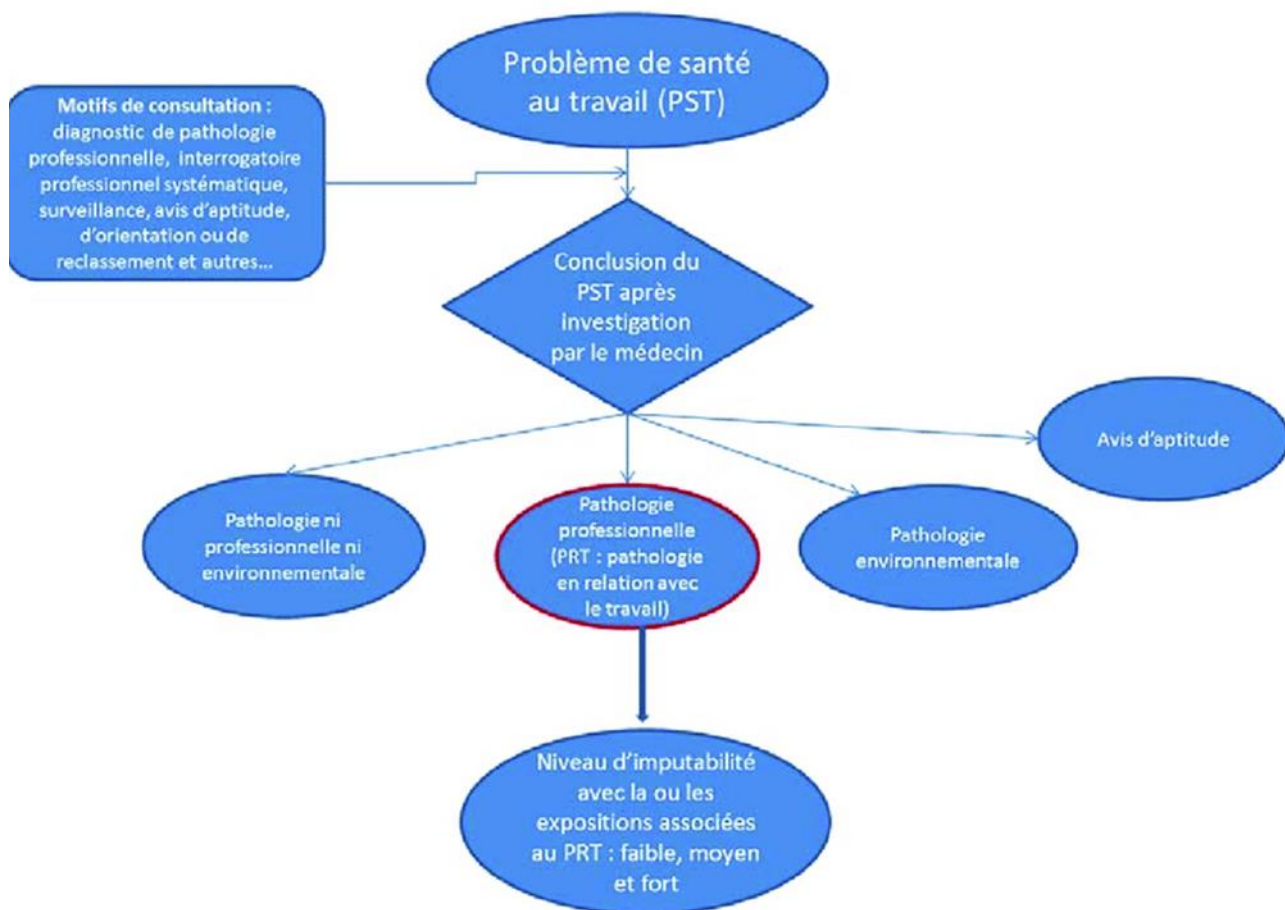 Problème de santé
au travail (PST)
Motifs de consultation :
diagnostic de pathologie
professionnelle, interrogatoire
professionnel systématique,
surveillance, avis d'aptitude,
d'orientation ou de
reclassement et autres...
Conclusion du
PST après
investigation
par le médecin
Avis d'aptitude
Pathologie ni
professionnelle ni
environnementale
Pathologie
professionnelle
(PRT : pathologie
en relation avec
le travail)
Pathologie
environnementale
Niveau d'imputabilité
avec la ou les
expositions associées
au PRT : faible, moyen
et fort